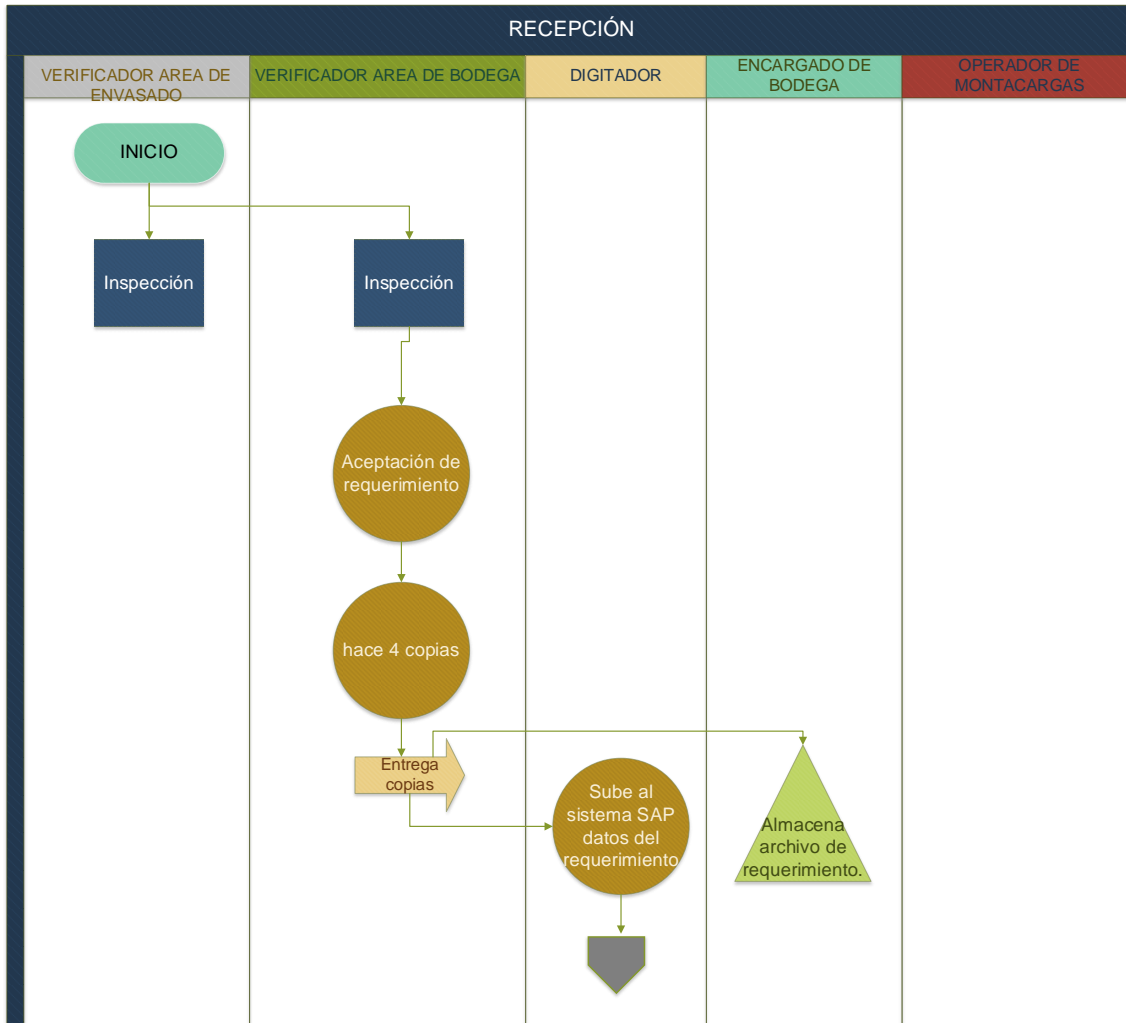 RECEPCIÓN
VERIFICADOR AREA DE
ENVASADO
VERIFICADOR AREA DE BODEGA
DIGITADOR
ENCARGADO DE
BODEGA
OPERADOR DE
MONTACARGAS
INICIO
Inspección
Inspección
Aceptación de
requerimiento
hace 4 copias
Entrega
copias
Sube al
sistema SAP
datos del
requerimiento
Almacena
archivo de
requerimiento.